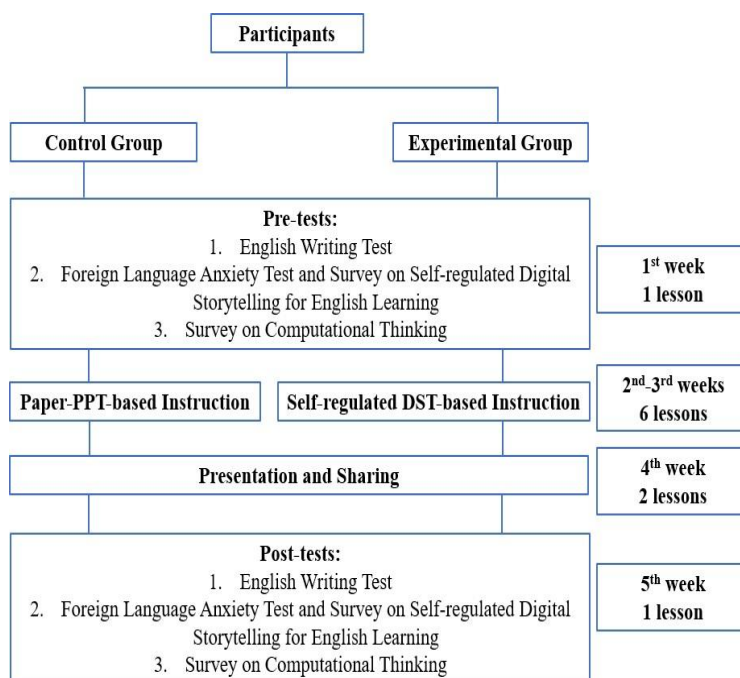 Participants
Control Group
Experimental Group
Pre-tests:
1. English Writing Test
2. Foreign Language Anxiety Test and Survey on Self-regulated Digital
Storytelling for English Learning
3. Survey on Computational Thinking
1st week
1 lesson
Paper-PPT-based Instruction
Self-regulated DST-based Instruction
2nd-3rd weeks
6 lessons
Presentation and Sharing
4th week
2 lessons
Post-tests:
1. English Writing Test
2. Foreign Language Anxiety Test and Survey on Self-regulated Digital
Storytelling for English Learning
3. Survey on Computational Thinking
5th week
1 lesson